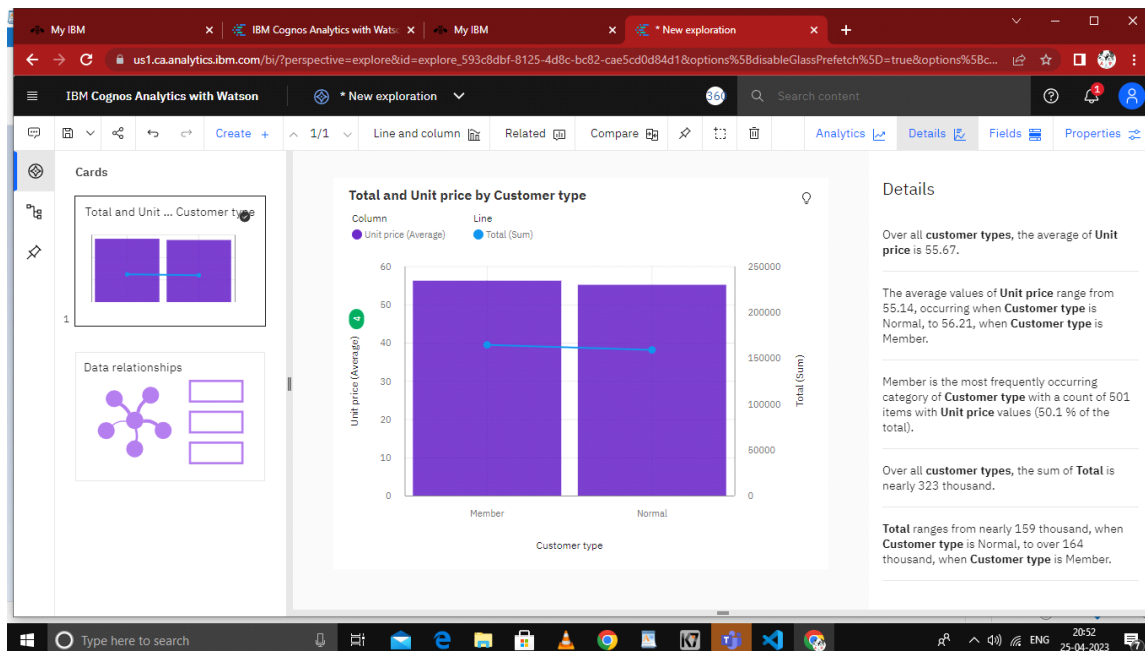 My IBM
IBM Cognos Analytics with Watso
My IBM
* New exploration
us1.ca.analytics.ibm.com/bi/?perspective=explore&id=explore_593c8dbf-8125-4d8c-bc82-cae5cd0d84d1&options%5BdisableGlassPrefetch%5D=true&options%5Bc...
IBM Cognos Analytics with Watson
* New exploration
360
Search content
1
Create +
1/1
Line and column
Related
Compare
Analytics
Details
Fields
Properties
Cards
Total and Unit ... Customer type
1
Data relationships
Total and Unit price by Customer type
Column
Line
Unit price (Average)
Total (Sum)
60
50
40
30
20
10
0
Unit price (Average)
4
250000
200000
150000
100000
50000
0
Total (Sum)
Member
Normal
Customer type
Details
Over all customer types, the average of Unit
price is 55.67.
The average values of Unit price range from
55.14, occurring when Customer type is
Normal, to 56.21, when Customer type is
Member.
Member is the most frequently occurring
category of Customer type with a count of 501
items with Unit price values (50.1 % of the
total).
Over all customer types, the sum of Total is
nearly 323 thousand.
Total ranges from nearly 159 thousand, when
Customer type is Normal, to over 164
thousand, when Customer type is Member.
Type here to search
ENG
20:52
25-04-2023